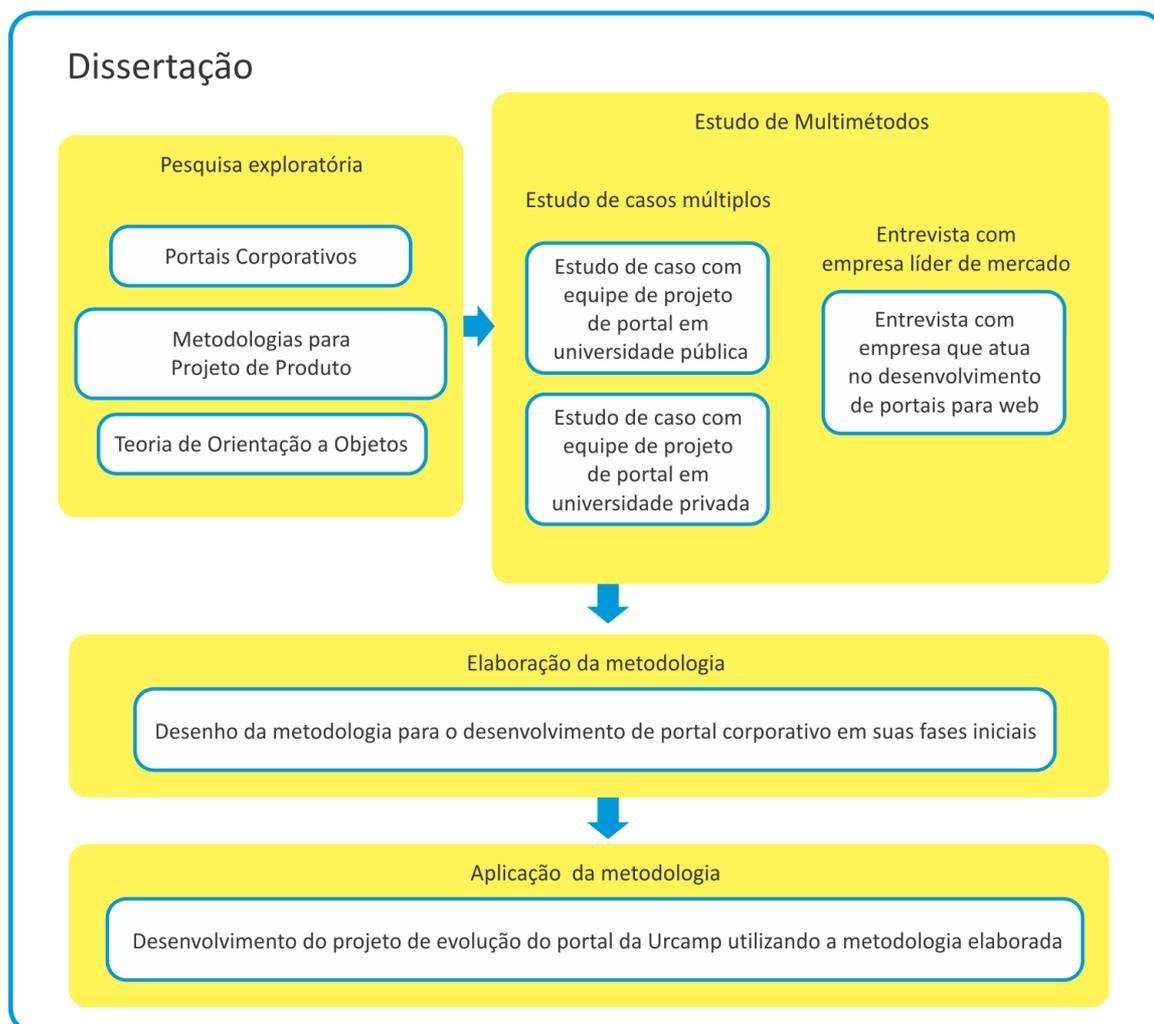 Dissertação
Pesquisa exploratória
Portais Corporativos
Metodologias para
Projeto de Produto
Teoria de Orientação a Objetos
Estudo de Multimétodos
Estudo de casos múltiplos
Estudo de caso com
equipe de projeto
de portal em
universidade pública
Estudo de caso com
equipe de projeto
de portal em
universidade privada
Entrevista com
empresa líder de mercado
Entrevista com
empresa que atua
no desenvolvimento
de portais para web
Elaboração da metodologia
Desenho da metodologia para o desenvolvimento de portal corporativo em suas fases iniciais
Aplicação da metodologia
Desenvolvimento do projeto de evolução do portal da Urcamp utilizando a metodologia elaborada